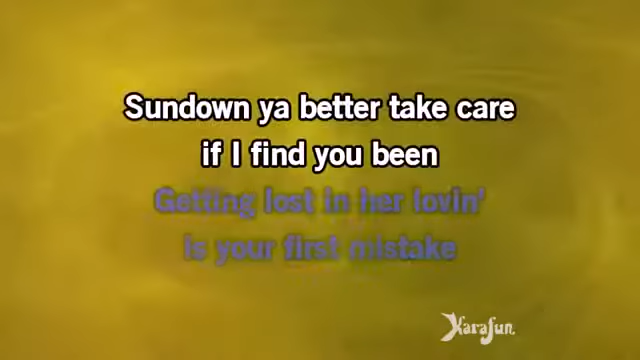 Sundown ya better take care
if I find you been
Getting lost in her lovin'
is your first mistake
Karafun